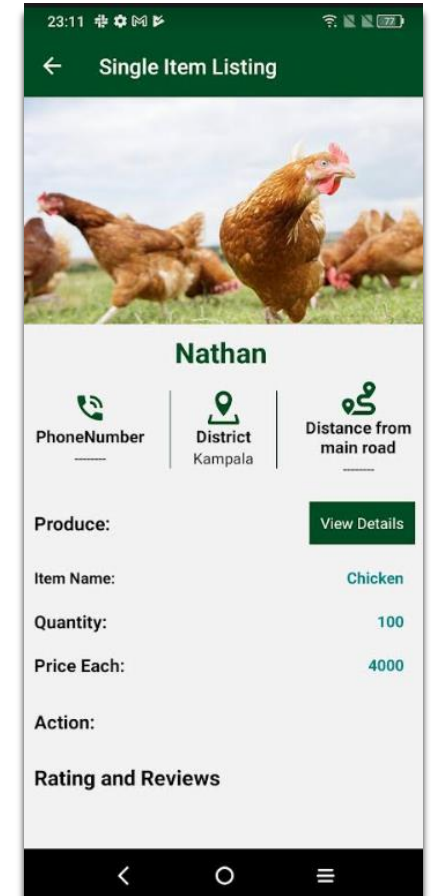 23:11
77
Single Item Listing
Nathan
PhoneNumber
--------
District
Kampala
Distance from
main road
--------
Produce:
View Details
Item Name:
Chicken
Quantity:
100
Price Each:
4000
Action:
Rating and Reviews